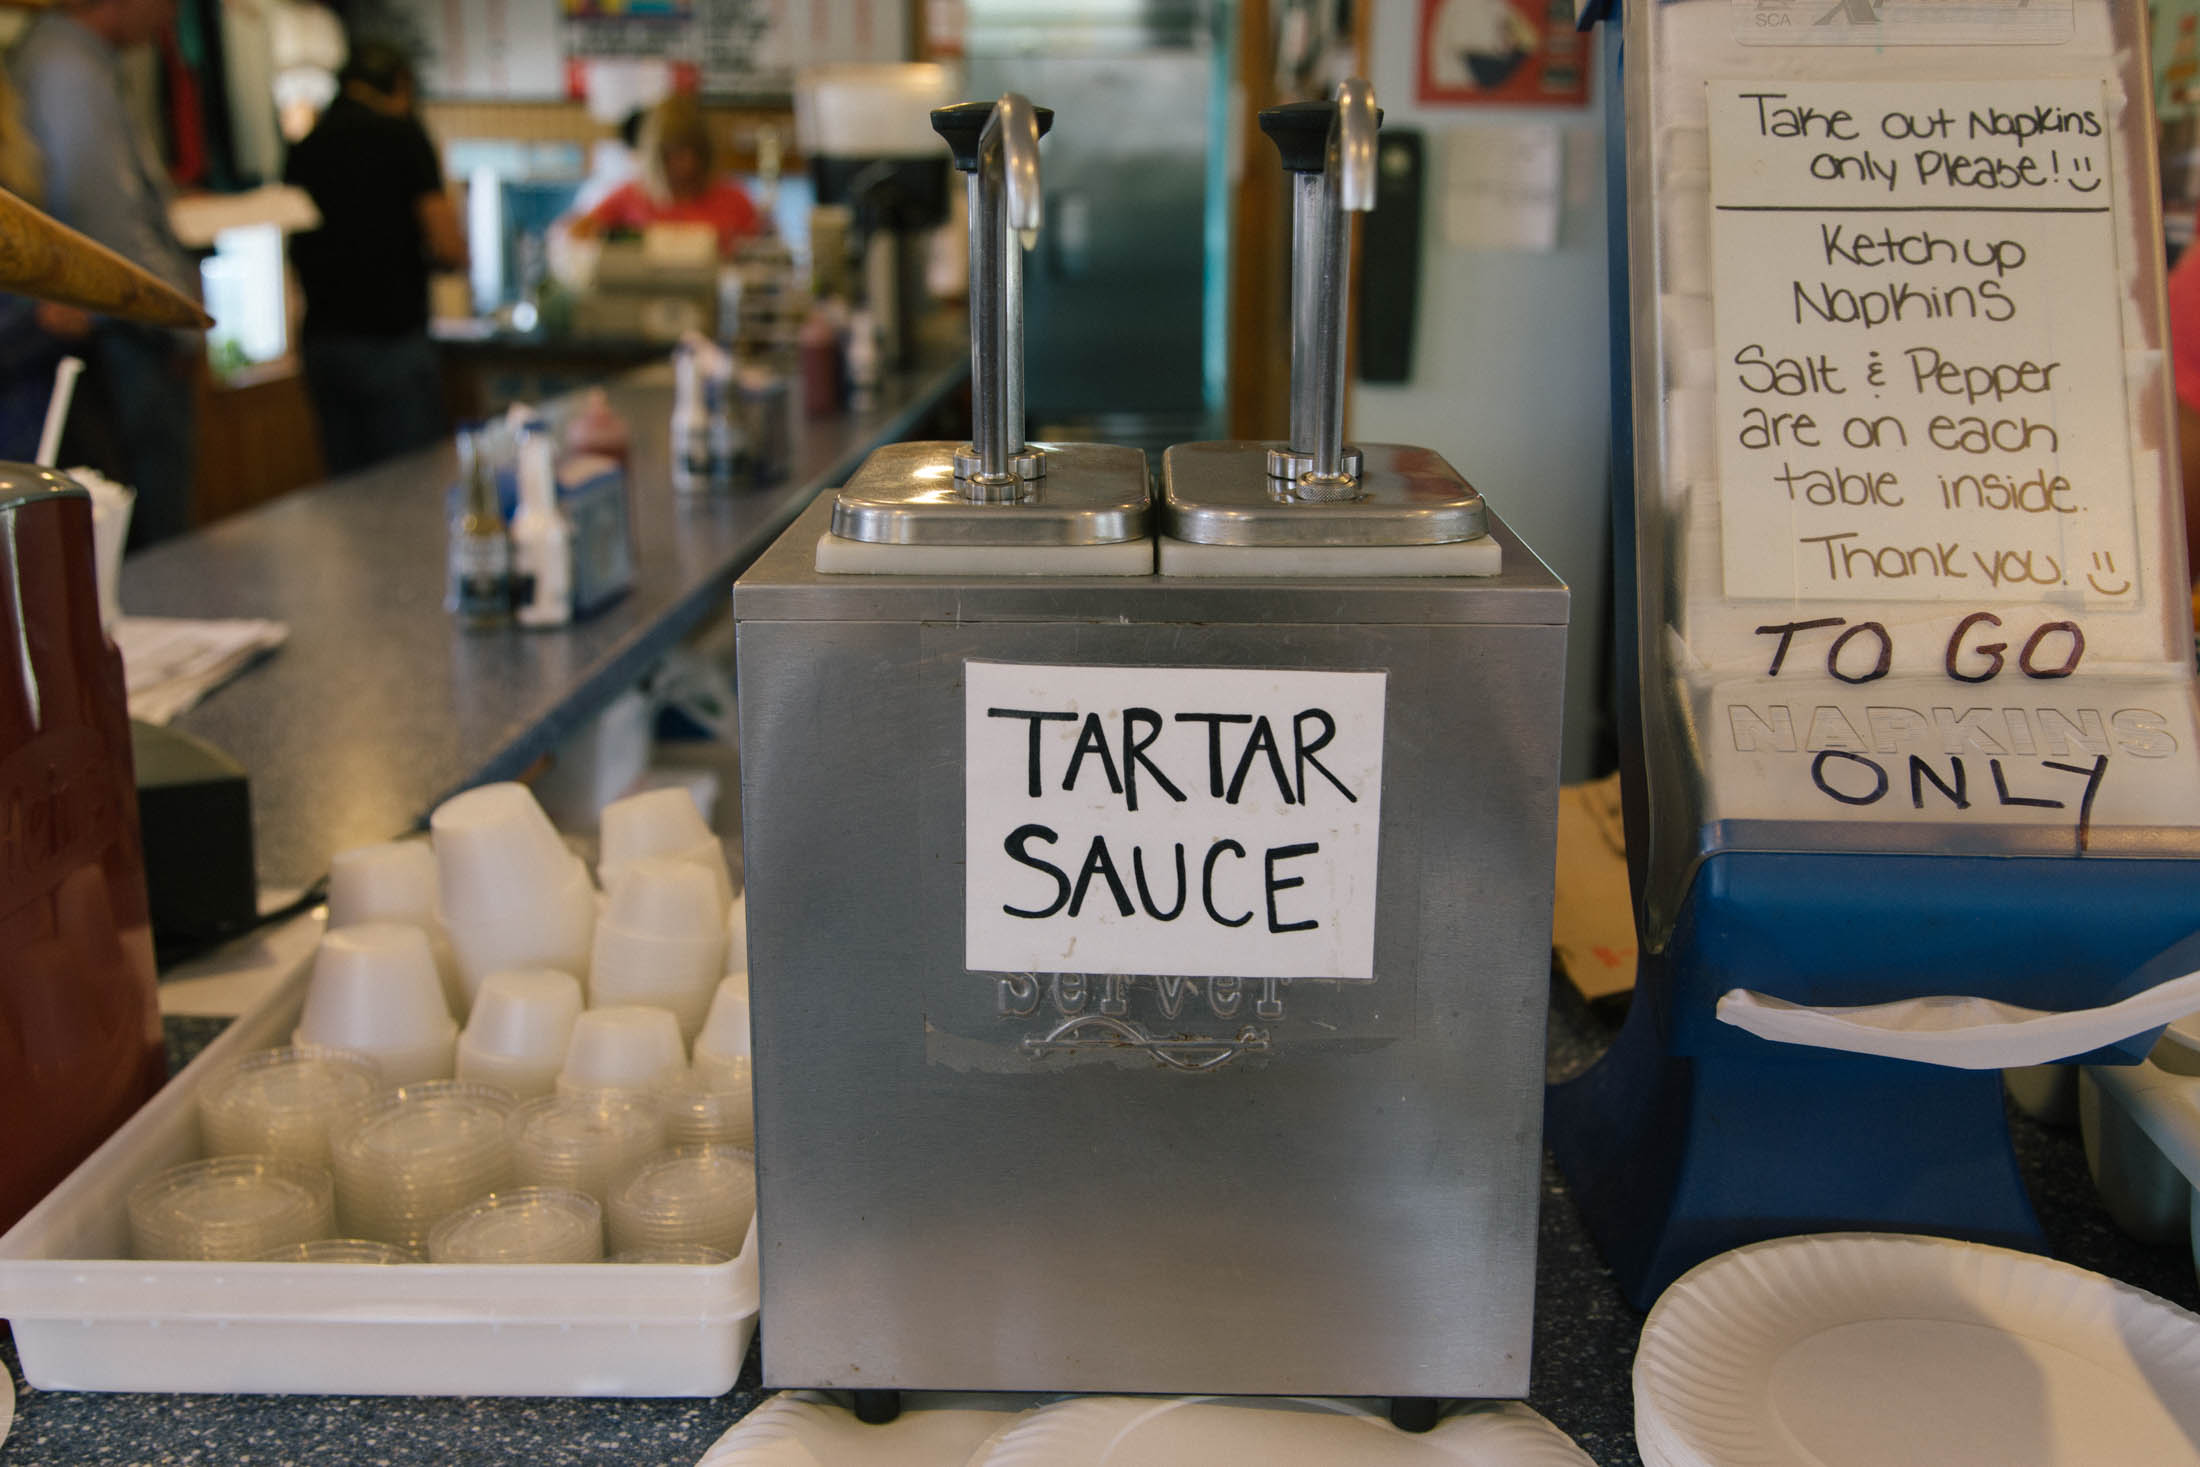 SCA
Take out Napkins
only Please!
Ketchup
Napkins
Salt & Pepper
are on each
table inside.
Thank you.
TO GO
NAPKINS
ONLY
TARTAR
SAUCE
Server